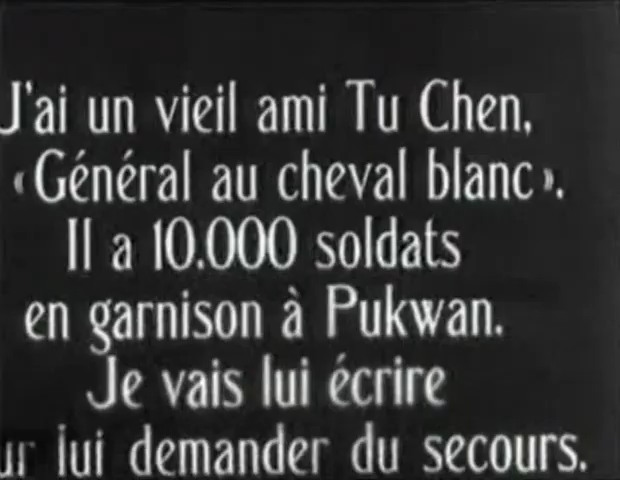 J'ai un vieil ami Tu Chen,
«Général au cheval blanc».
Il a 10.000 soldats
en garnison à Pukwan.
Je vais lui écrire
ur lui demander du secours.